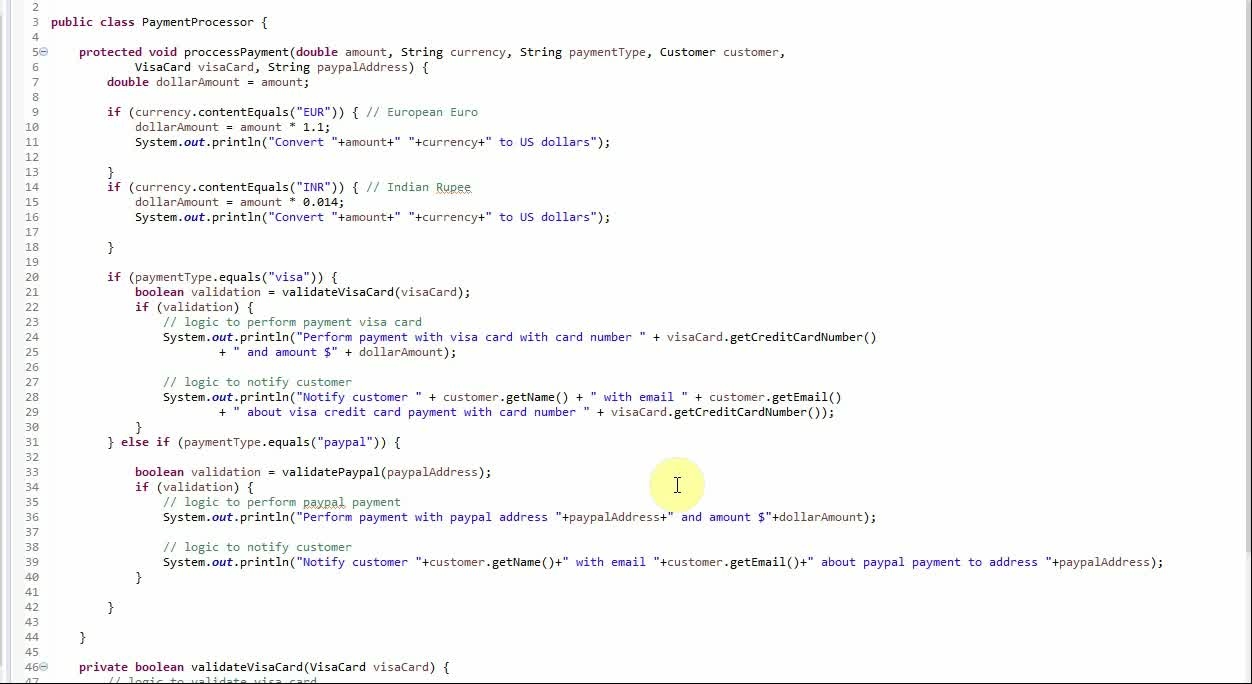 2
3 public class PaymentProcessor {
4
5 protected void proccessPayment(double amount, String currency, String paymentType, Customer customer,
6 VisaCard visaCard, String paypalAddress) {
7 double dollarAmount = amount;
8
9 if (currency.contentEquals("EUR")) { // European Euro
10 dollarAmount = amount * 1.1;
11 System.out.println("Convert "+amount+" "+currency+" to US dollars");
12
13 }
14 if (currency.contentEquals("INR")) { // Indian Rupee
15 dollarAmount = amount * 0.014;
16 System.out.println("Convert "+amount+" "+currency+" to US dollars");
17
18 }
19
20 if (paymentType.equals("visa")) {
21 boolean validation = validateVisaCard(visaCard);
22 if (validation) {
23 // logic to perform payment visa card
24 System.out.println("Perform payment with visa card with card number " + visaCard.getCreditCardNumber()
25 + " and amount $" + dollarAmount);
26
27 // logic to notify customer
28 System.out.println("Notify customer " + customer.getName() + " with email " + customer.getEmail()
29 + " about visa credit card payment with card number " + visaCard.getCreditCardNumber());
30 }
31 } else if (paymentType.equals("paypal")) {
32
33 boolean validation = validatePaypal(paypalAddress);
34 if (validation) {
35 // logic to perform paypal payment
36 System.out.println("Perform payment with paypal address "+paypalAddress+" and amount $"+dollarAmount);
37
38 // logic to notify customer
39 System.out.println("Notify customer "+customer.getName()+" with email "+customer.getEmail()+" about paypal payment to address "+paypalAddress);
40 }
41
42 }
43
44 }
45
46 private boolean validateVisaCard(VisaCard visaCard) {
47 // logic to validate visa card